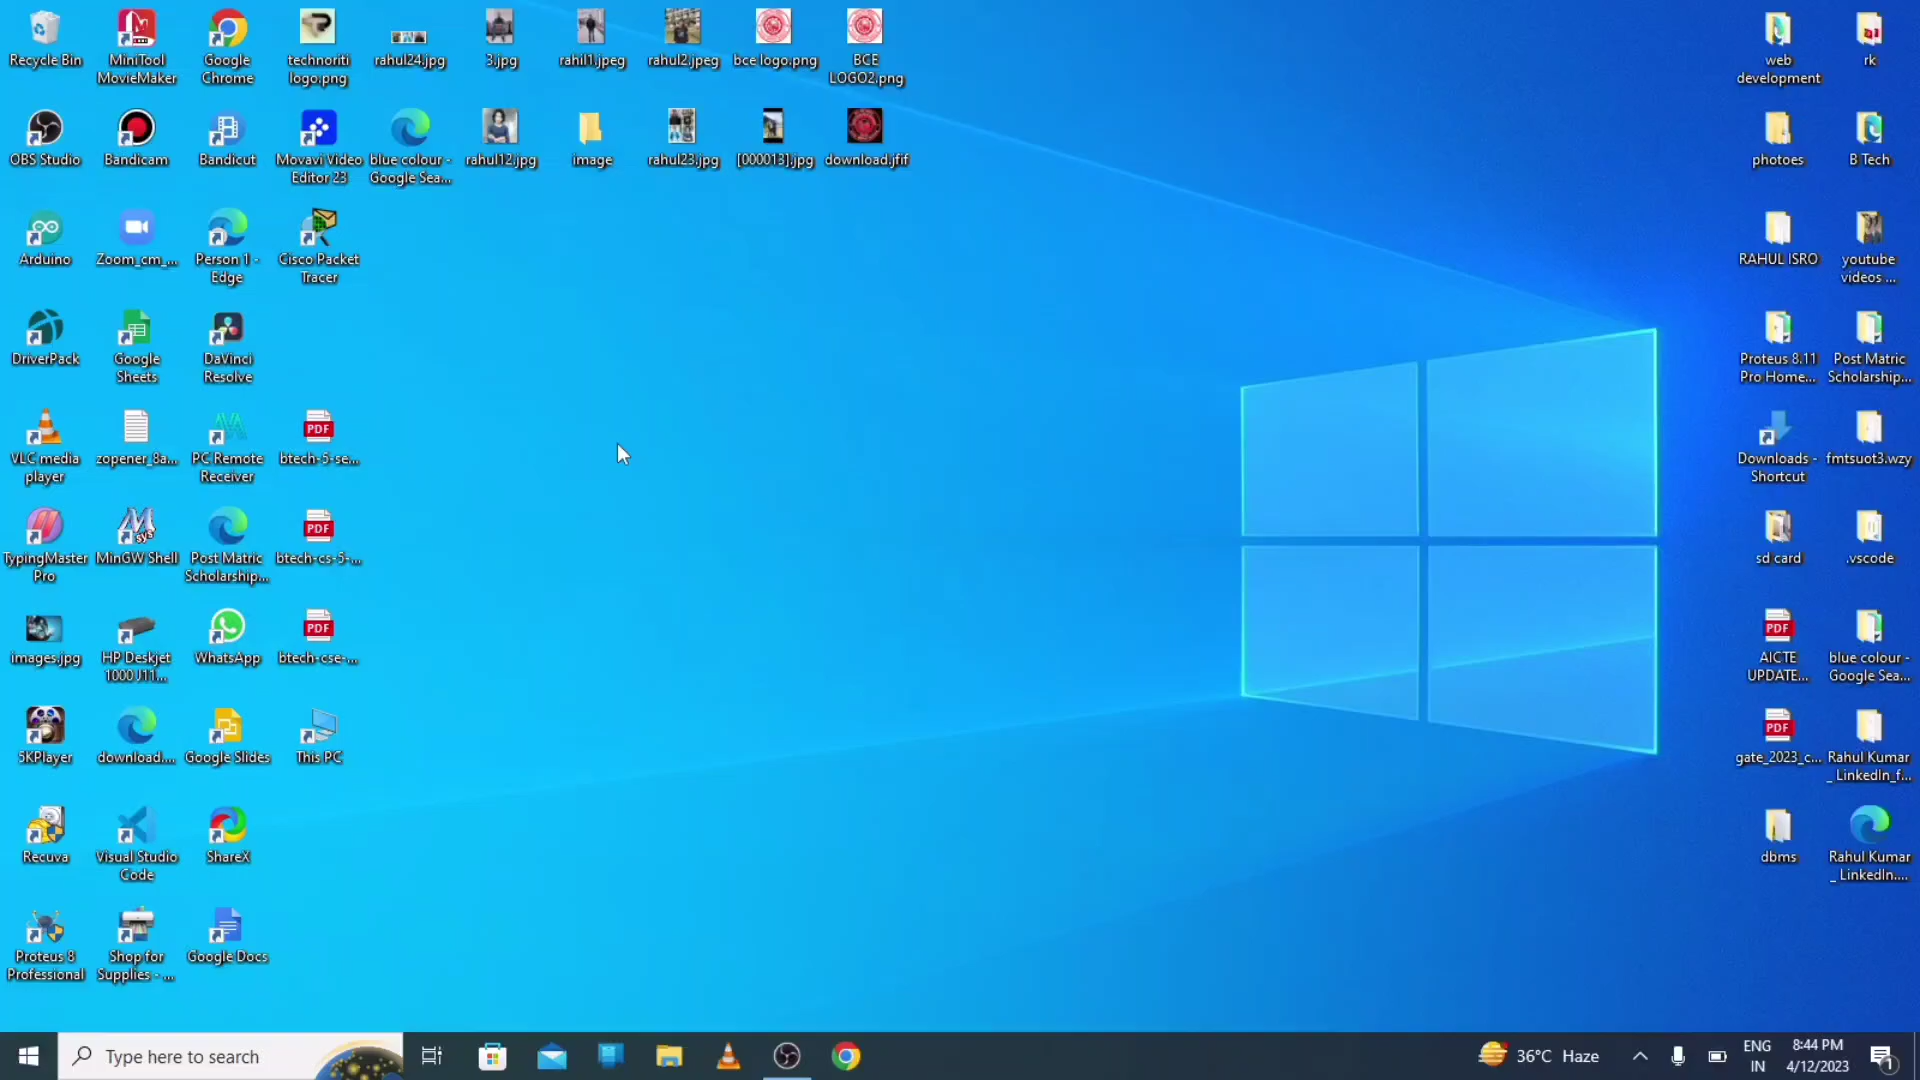 Recycle Bin
MiniTool
MovieMaker
Google
Chrome
technoriti
logo.png
rahul24.jpg
3.jpg
rahil1.jpeg
rahul2.jpeg
bce logo.png
BCE
LOGO2.png
web
development
rk
OBS Studio
Bandicam
Bandicut
Movavi Video
Editor 23
blue colour -
Google Sea...
rahul12.jpg
image
rahul23.jpg
[000013].jpg
download.jfif
photoes
B Tech
Arduino
Zoom_cm_...
Person 1 -
Edge
Cisco Packet
Tracer
RAHUL ISRO
youtube
videos ...
DriverPack
Google
Sheets
DaVinci
Resolve
Proteus 8.11
Pro Home...
Post Matric
Scholarship...
VLC media
player
zopener_8a...
PC Remote
Receiver
PDF
btech-5-se...
Downloads -
Shortcut
fmtsuot3.wzy
TypingMaster
Pro
MinGW Shell
Post Matric
Scholarship...
PDF
btech-cs-5-...
sd card
.vscode
images.jpg
HP Deskjet
1000 J11...
WhatsApp
PDF
btech-cse-...
PDF
AICTE
UPDATE...
blue colour -
Google Sea...
5KPlayer
download....
Google Slides
This PC
PDF
gate_2023_c...
Rahul Kumar
_ LinkedIn_f...
Recuva
Visual Studio
Code
ShareX
dbms
Rahul Kumar
_ LinkedIn....
Proteus 8
Professional
Shop for
Supplies - ...
Google Docs
Type here to search
36°C Haze
ENG
IN
8:44 PM
4/12/2023
1